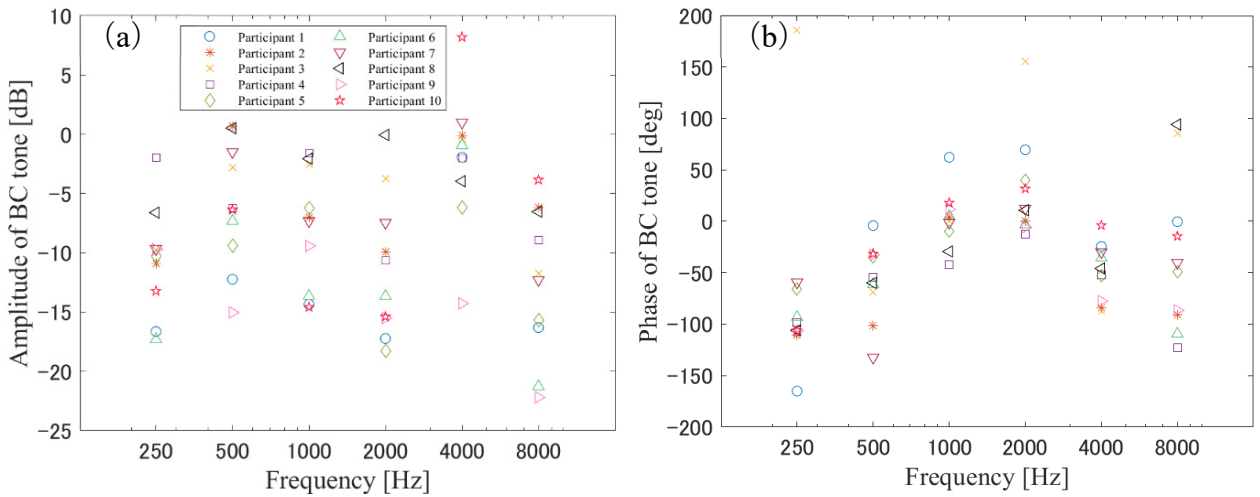 (a)
Participant 1
Participant 2
Participant 3
Participant 4
Participant 5
Participant 6
Participant 7
Participant 8
Participant 9
Participant 10
10
5
0
-5
-10
-15
-20
-25
Amplitude of BC tone [dB]
250 500 1000 2000 4000 8000
Frequency [Hz]
(b)
200
150
100
50
0
-50
-100
-150
-200
Phase of BC tone [deg]
250 500 1000 2000 4000 8000
Frequency [Hz]